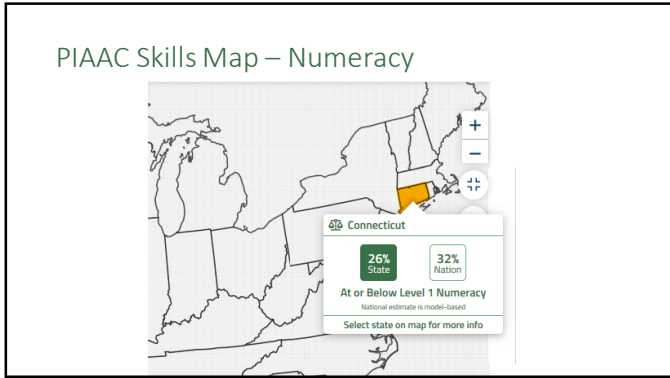 PIAAC Skills Map – Numeracy
+
−
Connecticut
26%
State
32%
Nation
At or Below Level 1 Numeracy
National estimate is model-based
Select state on map for more info